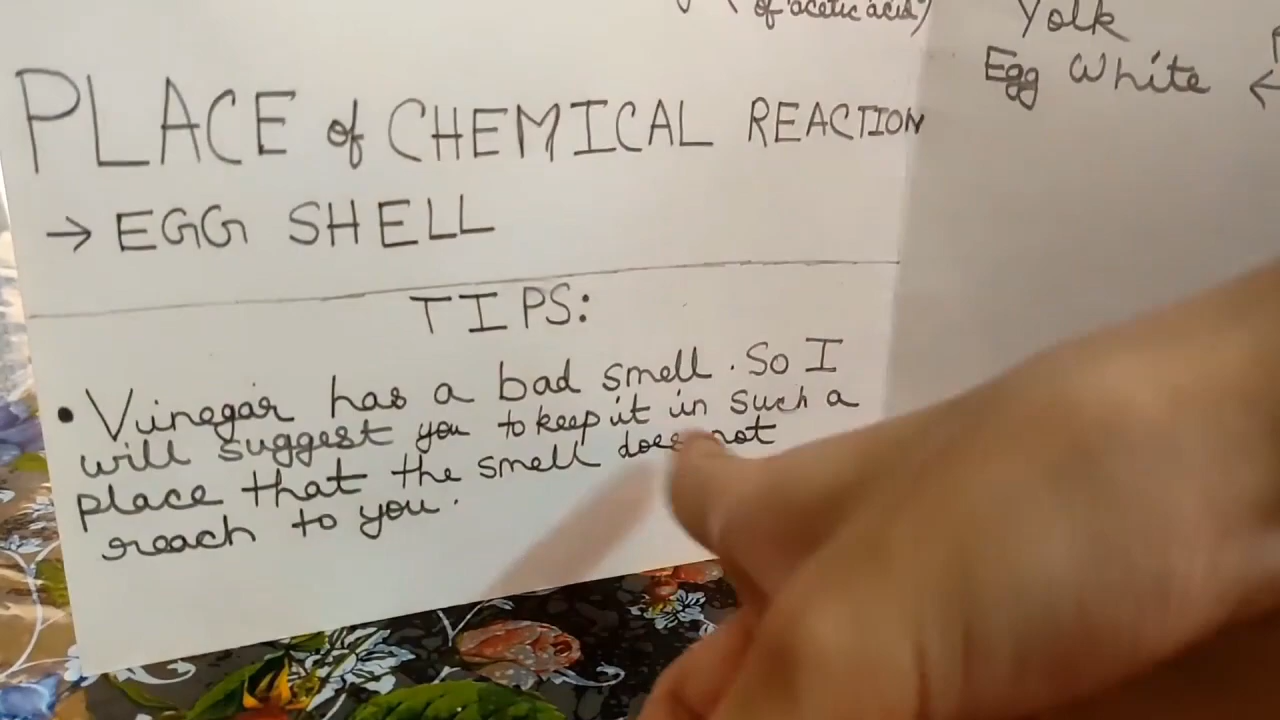 of acetic acid)
Yolk
Egg White ←
PLACE of CHEMICAL REACTION
→ EGG SHELL
TIPS:
• Vinegar has a bad smell. So I
will suggest you to keep it in such a
place that the smell does not
reach to you.